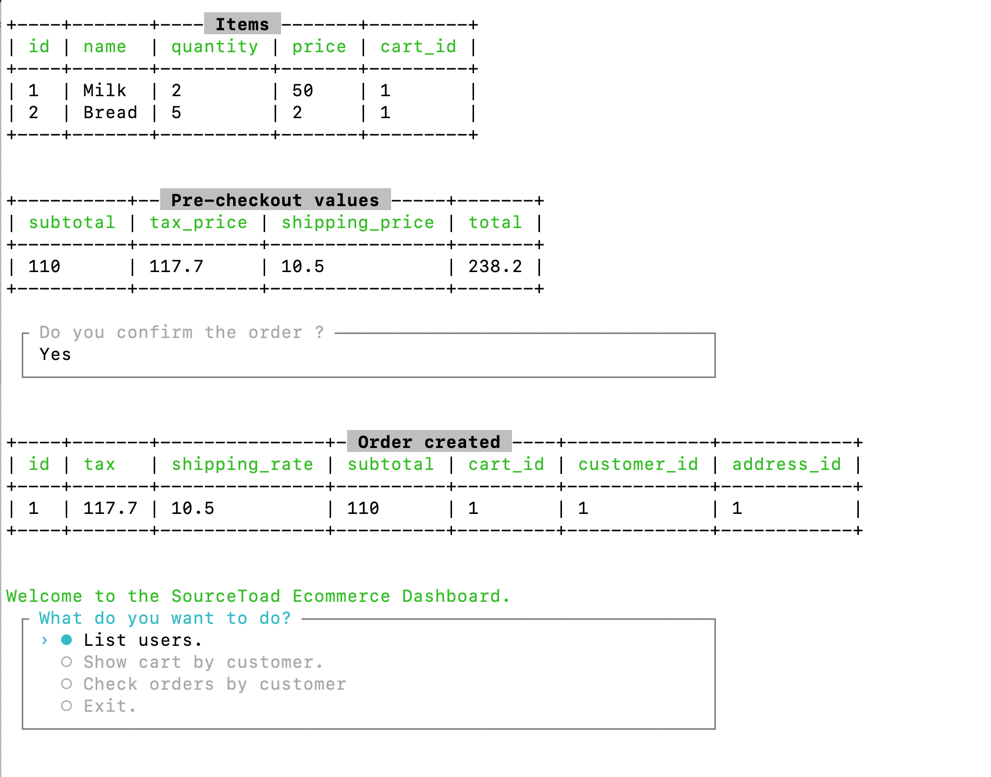 Items
| id | name | quantity | price | cart_id |
| 1 | Milk | 2 | 50 | 1 |
| 2 | Bread | 5 | 2 | 1 |
Pre-checkout values
| subtotal | tax_price | shipping_price | total |
| 110 | 117.7 | 10.5 | 238.2 |
Do you confirm the order ?
Yes
Order created
| id | tax | shipping_rate | subtotal | cart_id | customer_id | address_id |
| 1 | 117.7 | 10.5 | 110 | 1 | 1 | 1 |
Welcome to the SourceToad Ecommerce Dashboard.
What do you want to do?
› ● List users.
○ Show cart by customer.
○ Check orders by customer
○ Exit.